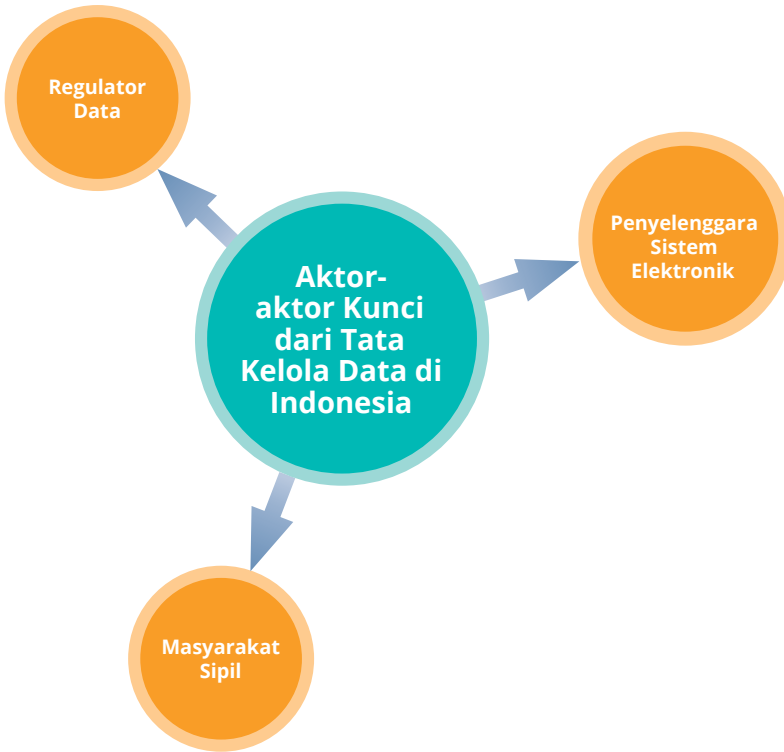 Regulator
Data
Penyelenggara
Sistem
Elektronik
Aktor-
aktor Kunci
dari Tata
Kelola Data di
Indonesia
Masyarakat
Sipil